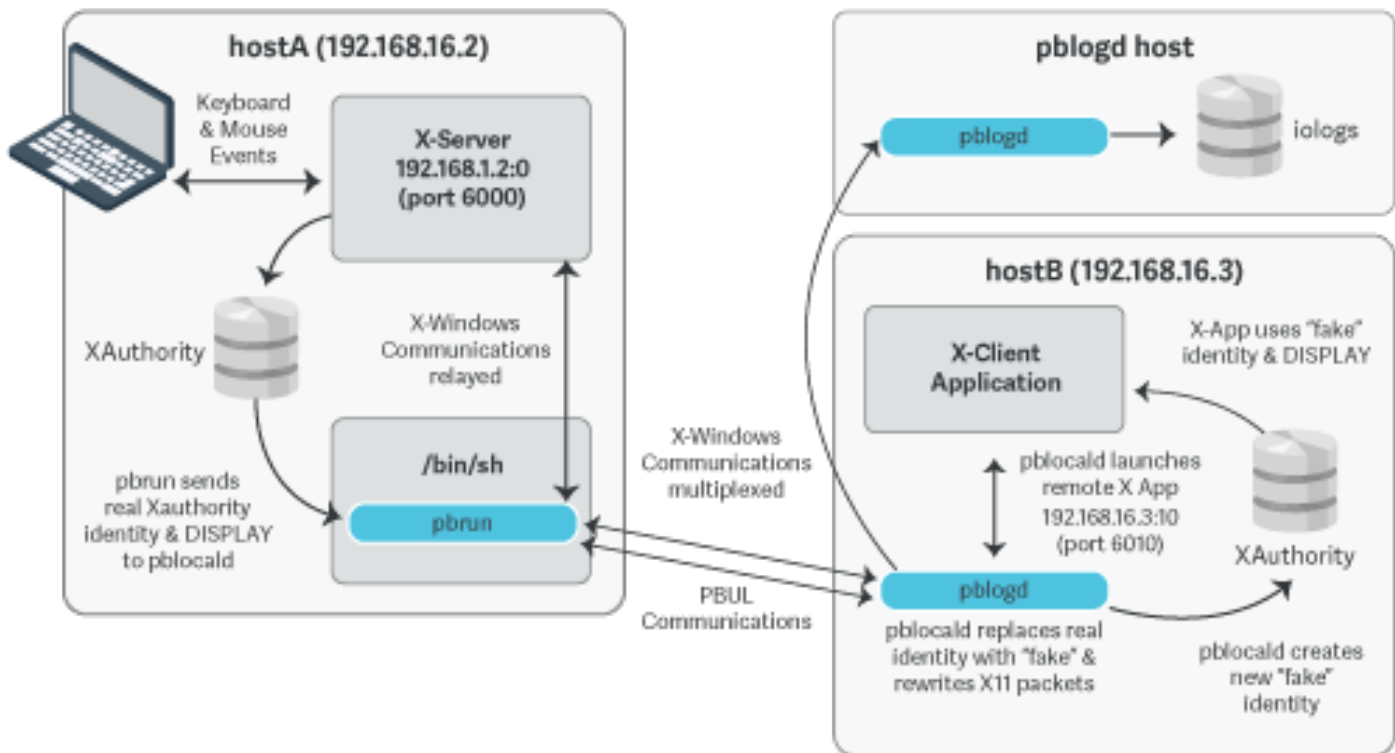 hostA (192.168.16.2)
Keyboard
& Mouse
Events
X-Server
192.168.1.2:0
(port 6000)
XAuthority
X-Windows
Communications
relayed
/bin/sh
pbrun
pbrun sends
real Xauthority
identity & DISPLAY
to pblocald
X-Windows
Communications
multiplexed
PBUL
Communications
pblogd host
pblogd
iologs
hostB (192.168.16.3)
X-Client
Application
X-App uses "fake"
identity & DISPLAY
pblocald launches
remote X App
192.168.16.3:10
(port 6010)
XAuthority
pblogd
pblocald replaces real
identity with "fake" &
rewrites X11 packets
pblocald creates
new "fake"
identity